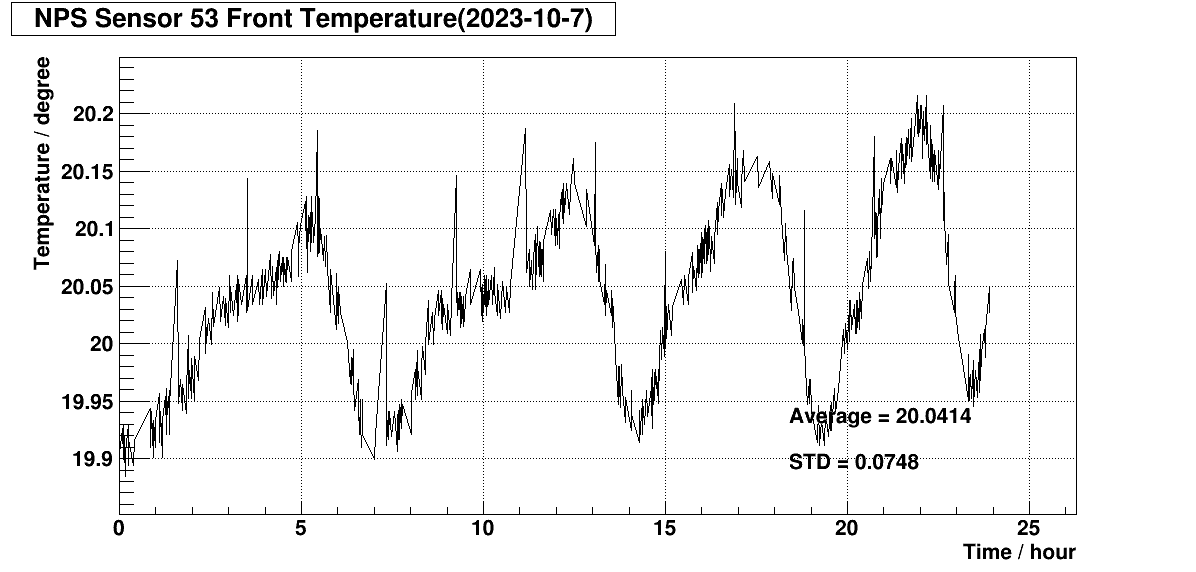 NPS Sensor 53 Front Temperature(2023-10-7)
Temperature / degree
20.2
20.15
20.1
20.05
20
19.95
19.9
Average = 20.0414
STD = 0.0748
0 5 10 15 20 25
Time / hour